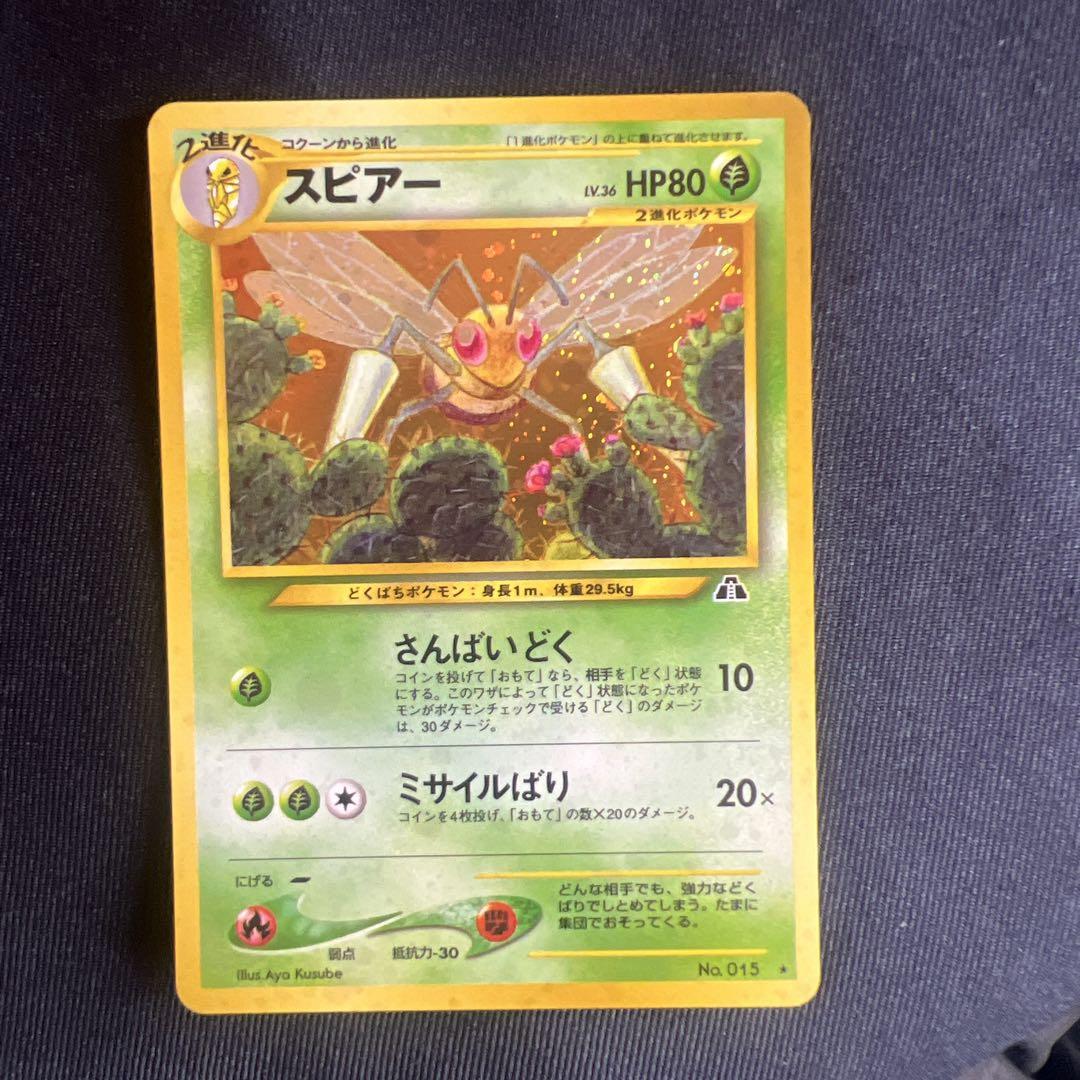 2進化
コクーンから進化
「1進化ポケモン」の上に重ねて進化させます。
スピアー
LV.36 HP80
2進化ポケモン
どくばちポケモン:身長1m、体重29.5kg
さんばいどく
コインを投げて「おもて」なら、相手を「どく」状態
にする。このワザによって「どく」状態になったポケ
モンがポケモンチェックで受ける「どく」のダメージ
は、30ダメージ。
10
ミサイルばり
コインを4枚投げ、「おもて」の数×20のダメージ。
20×
にげる
弱点
抵抗力-30
どんな相手でも、強力などく
ばりでしとめてしまう。たまに
集団でおそってくる。
Illus. Aya Kusube
No. 015 ★